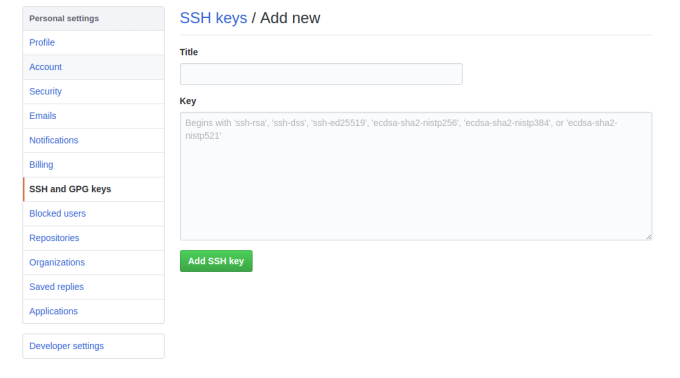 Personal settings
Profile
Account
Security
Emails
Notifications
Billing
SSH and GPG keys
Blocked users
Repositories
Organizations
Saved replies
Applications
Developer settings
SSH keys / Add new
Title
Key
Begins with 'ssh-rsa', 'ssh-dss', 'ssh-ed25519', 'ecdsa-sha2-nistp256', 'ecdsa-sha2-nistp384', or 'ecdsa-sha2-
nistp521'
Add SSH key